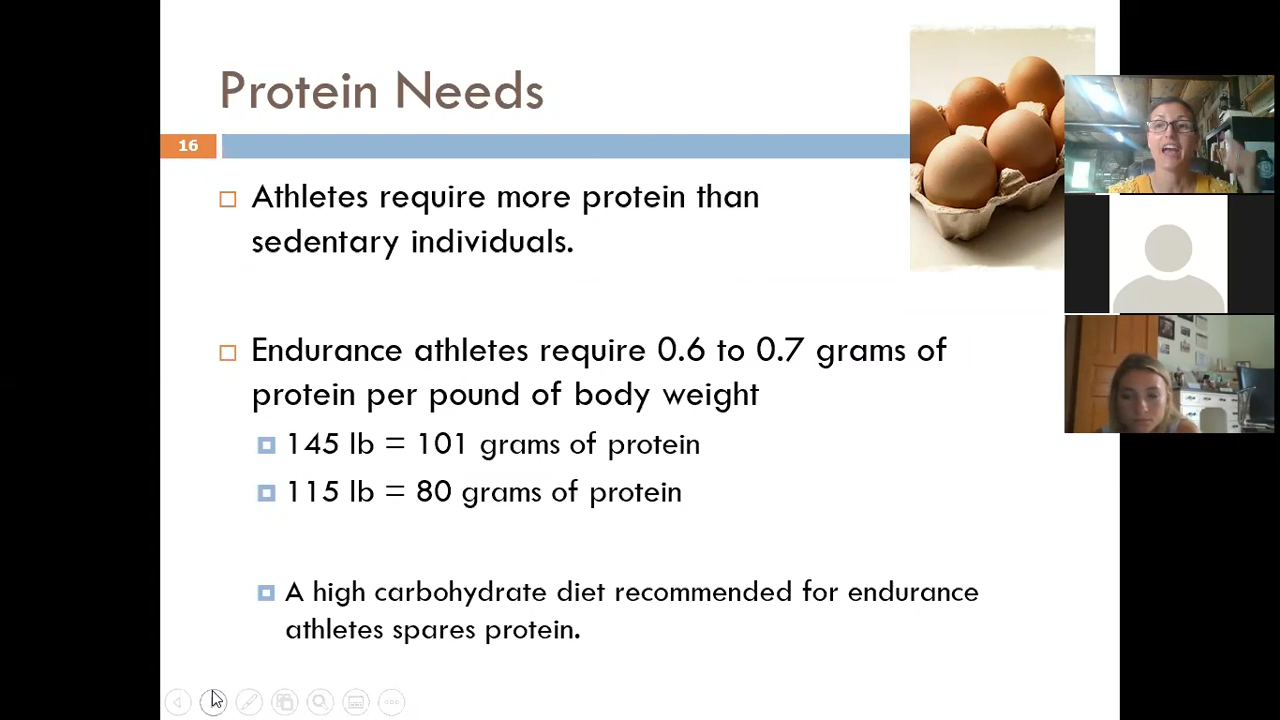 Protein Needs
16
Athletes require more protein than
sedentary individuals.
Endurance athletes require 0.6 to 0.7 grams of
protein per pound of body weight
145 lb = 101 grams of protein
115 lb = 80 grams of protein
A high carbohydrate diet recommended for endurance
athletes spares protein.